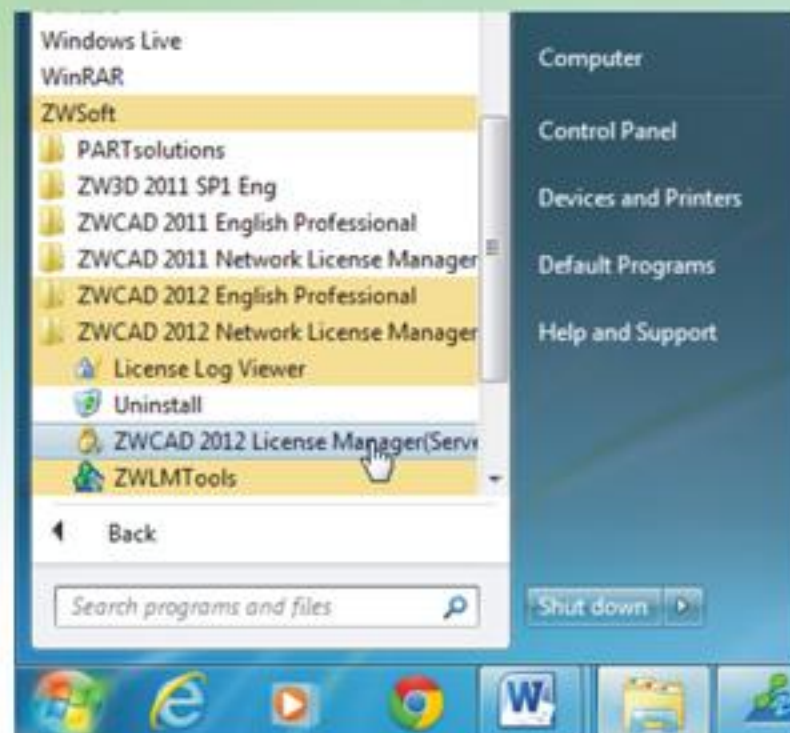 Windows Live
WinRAR
ZWSoft
PARTsolutions
ZW3D 2011 SP1 Eng
ZWCAD 2011 English Professional
ZWCAD 2011 Network License Manager
ZWCAD 2012 English Professional
ZWCAD 2012 Network License Manager
License Log Viewer
Uninstall
ZWCAD 2012 License Manager(Serve
ZWLMTools
Back
Search programs and files
Computer
Control Panel
Devices and Printers
Default Programs
Help and Support
Shut down
W